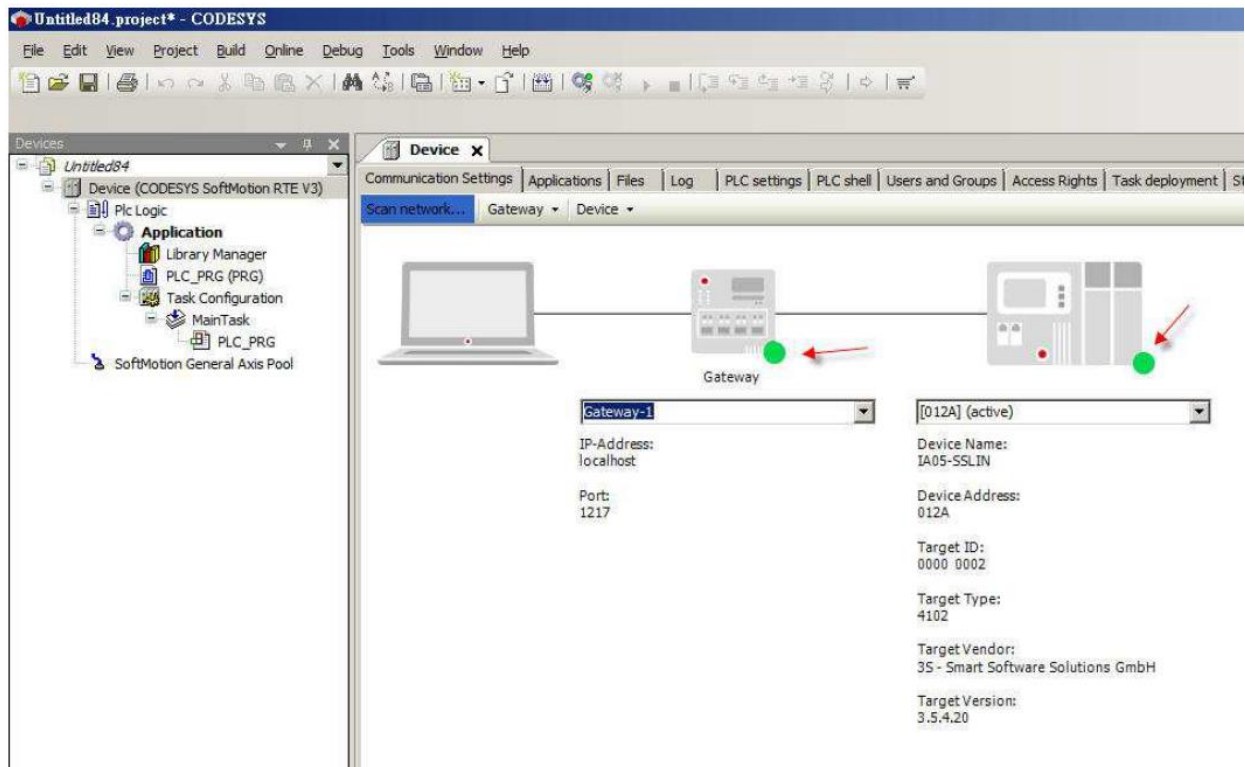 Untitled84.project* - CODESYS
File Edit View Project Build Online Debug Tools Window Help
Devices
Untitled84
Device (CODESYS SoftMotion RTE V3)
Plc Logic
Application
Library Manager
PLC_PRG (PRG)
Task Configuration
MainTask
PLC_PRG
SoftMotion General Axis Pool
Device
Communication Settings Applications Files Log PLC settings PLC shell Users and Groups Access Rights Task deployment St
Scan network... Gateway Device
Gateway
Gateway-1
IP-Address:
localhost
Port:
1217
[012A] (active)
Device Name:
IA05-SSLIN
Device Address:
012A
Target ID:
0000 0002
Target Type:
4102
Target Vendor:
3S - Smart Software Solutions GmbH
Target Version:
3.5.4.20